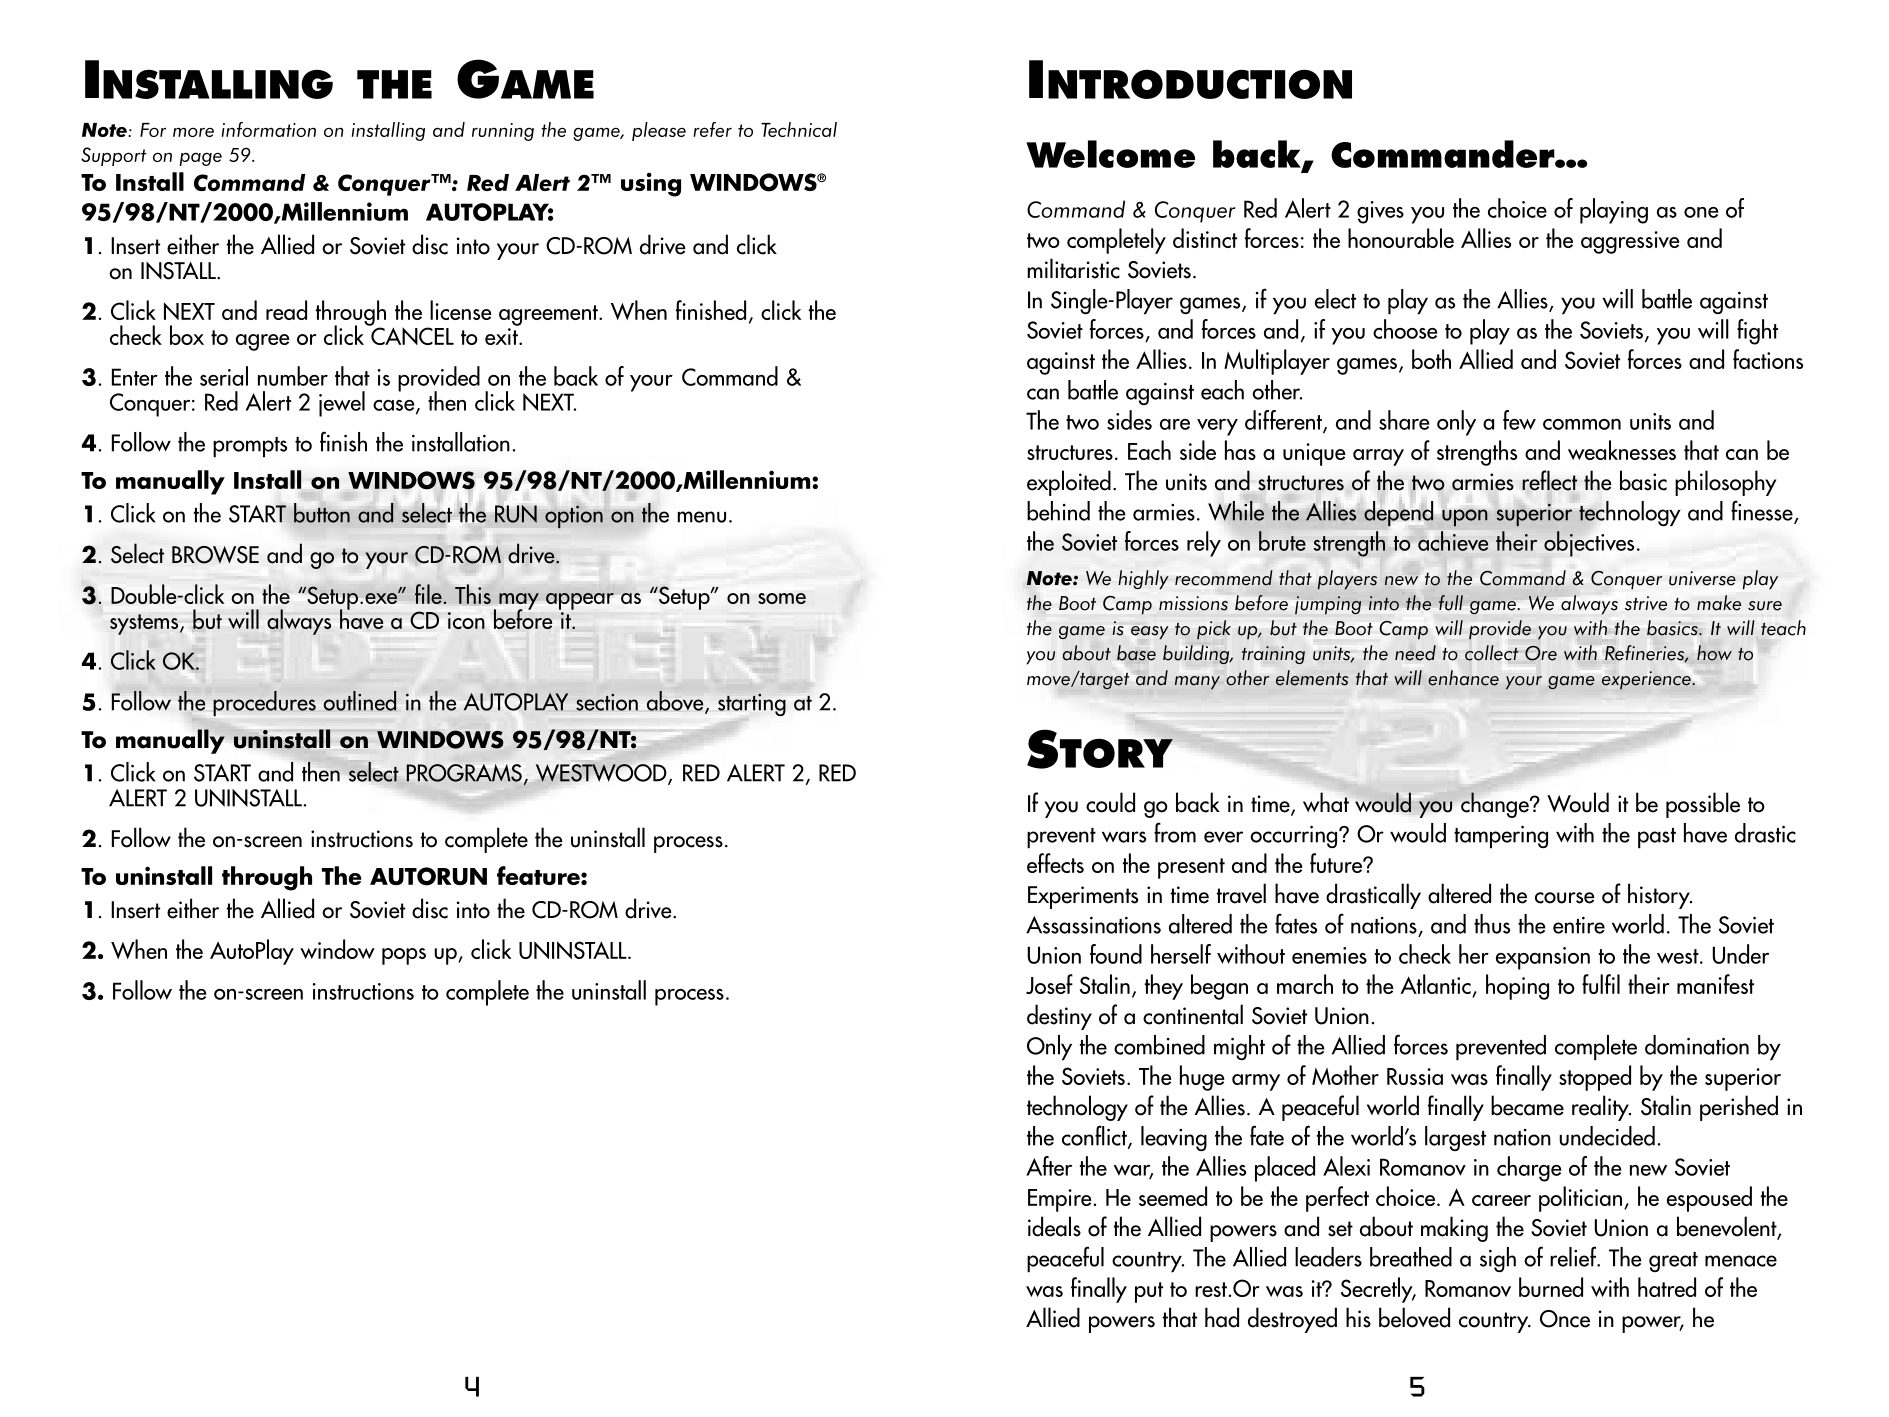 INSTALLING THE GAME
Note: For more information on installing and running the game, please refer to Technical
Support on page 59.
To Install Command & Conquer™: Red Alert 2™ using WINDOWS®
95/98/NT/2000,Millennium AUTOPLAY:
1. Insert either the Allied or Soviet disc into your CD-ROM drive and click
on INSTALL.
2. Click NEXT and read through the license agreement. When finished, click the
check box to agree or click CANCEL to exit.
3. Enter the serial number that is provided on the back of your Command &
Conquer: Red Alert 2 jewel case, then click NEXT.
4. Follow the prompts to finish the installation.
To manually Install on WINDOWS 95/98/NT/2000,Millennium:
1. Click on the START button and select the RUN option on the menu.
2. Select BROWSE and go to your CD-ROM drive.
3. Double-click on the “Setup.exe” file. This may appear as “Setup” on some
systems, but will always have a CD icon before it.
4. Click OK.
5. Follow the procedures outlined in the AUTOPLAY section above, starting at 2.
To manually uninstall on WINDOWS 95/98/NT:
1. Click on START and then select PROGRAMS, WESTWOOD, RED ALERT 2, RED
ALERT 2 UNINSTALL.
2. Follow the on-screen instructions to complete the uninstall process.
To uninstall through The AUTORUN feature:
1. Insert either the Allied or Soviet disc into the CD-ROM drive.
2. When the AutoPlay window pops up, click UNINSTALL.
3. Follow the on-screen instructions to complete the uninstall process.
COMMAND
&
CONQUER
RED ALERT
2
4
INTRODUCTION
Welcome back, Commander...
Command & Conquer Red Alert 2 gives you the choice of playing as one of
two completely distinct forces: the honourable Allies or the aggressive and
militaristic Soviets.
In Single-Player games, if you elect to play as the Allies, you will battle against
Soviet forces, and forces and, if you choose to play as the Soviets, you will fight
against the Allies. In Multiplayer games, both Allied and Soviet forces and factions
can battle against each other.
The two sides are very different, and share only a few common units and
structures. Each side has a unique array of strengths and weaknesses that can be
exploited. The units and structures of the two armies reflect the basic philosophy
behind the armies. While the Allies depend upon superior technology and finesse,
the Soviet forces rely on brute strength to achieve their objectives.
Note: We highly recommend that players new to the Command & Conquer universe play
the Boot Camp missions before jumping into the full game. We always strive to make sure
the game is easy to pick up, but the Boot Camp will provide you with the basics. It will teach
you about base building, training units, the need to collect Ore with Refineries, how to
move/target and many other elements that will enhance your game experience.
STORY
If you could go back in time, what would you change? Would it be possible to
prevent wars from ever occurring? Or would tampering with the past have drastic
effects on the present and the future?
Experiments in time travel have drastically altered the course of history.
Assassinations altered the fates of nations, and thus the entire world. The Soviet
Union found herself without enemies to check her expansion to the west. Under
Josef Stalin, they began a march to the Atlantic, hoping to fulfil their manifest
destiny of a continental Soviet Union.
Only the combined might of the Allied forces prevented complete domination by
the Soviets. The huge army of Mother Russia was finally stopped by the superior
technology of the Allies. A peaceful world finally became reality. Stalin perished in
the conflict, leaving the fate of the world’s largest nation undecided.
After the war, the Allies placed Alexi Romanov in charge of the new Soviet
Empire. He seemed to be the perfect choice. A career politician, he espoused the
ideals of the Allied powers and set about making the Soviet Union a benevolent,
peaceful country. The Allied leaders breathed a sigh of relief. The great menace
was finally put to rest.Or was it? Secretly, Romanov burned with hatred of the
Allied powers that had destroyed his beloved country. Once in power, he
COMMAND
&
CONQUER
RED ALERT
2
5